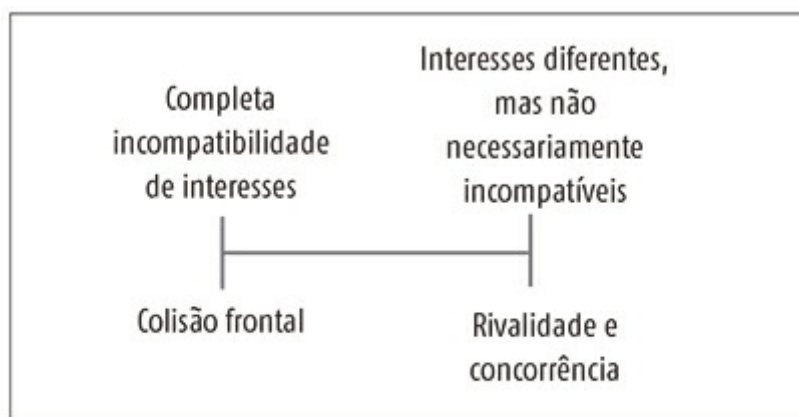 Completa
incompatibilidade
de interesses
Interesses diferentes,
mas não
necessariamente
incompatíveis
Colisão frontal
Rivalidade e
concorrência